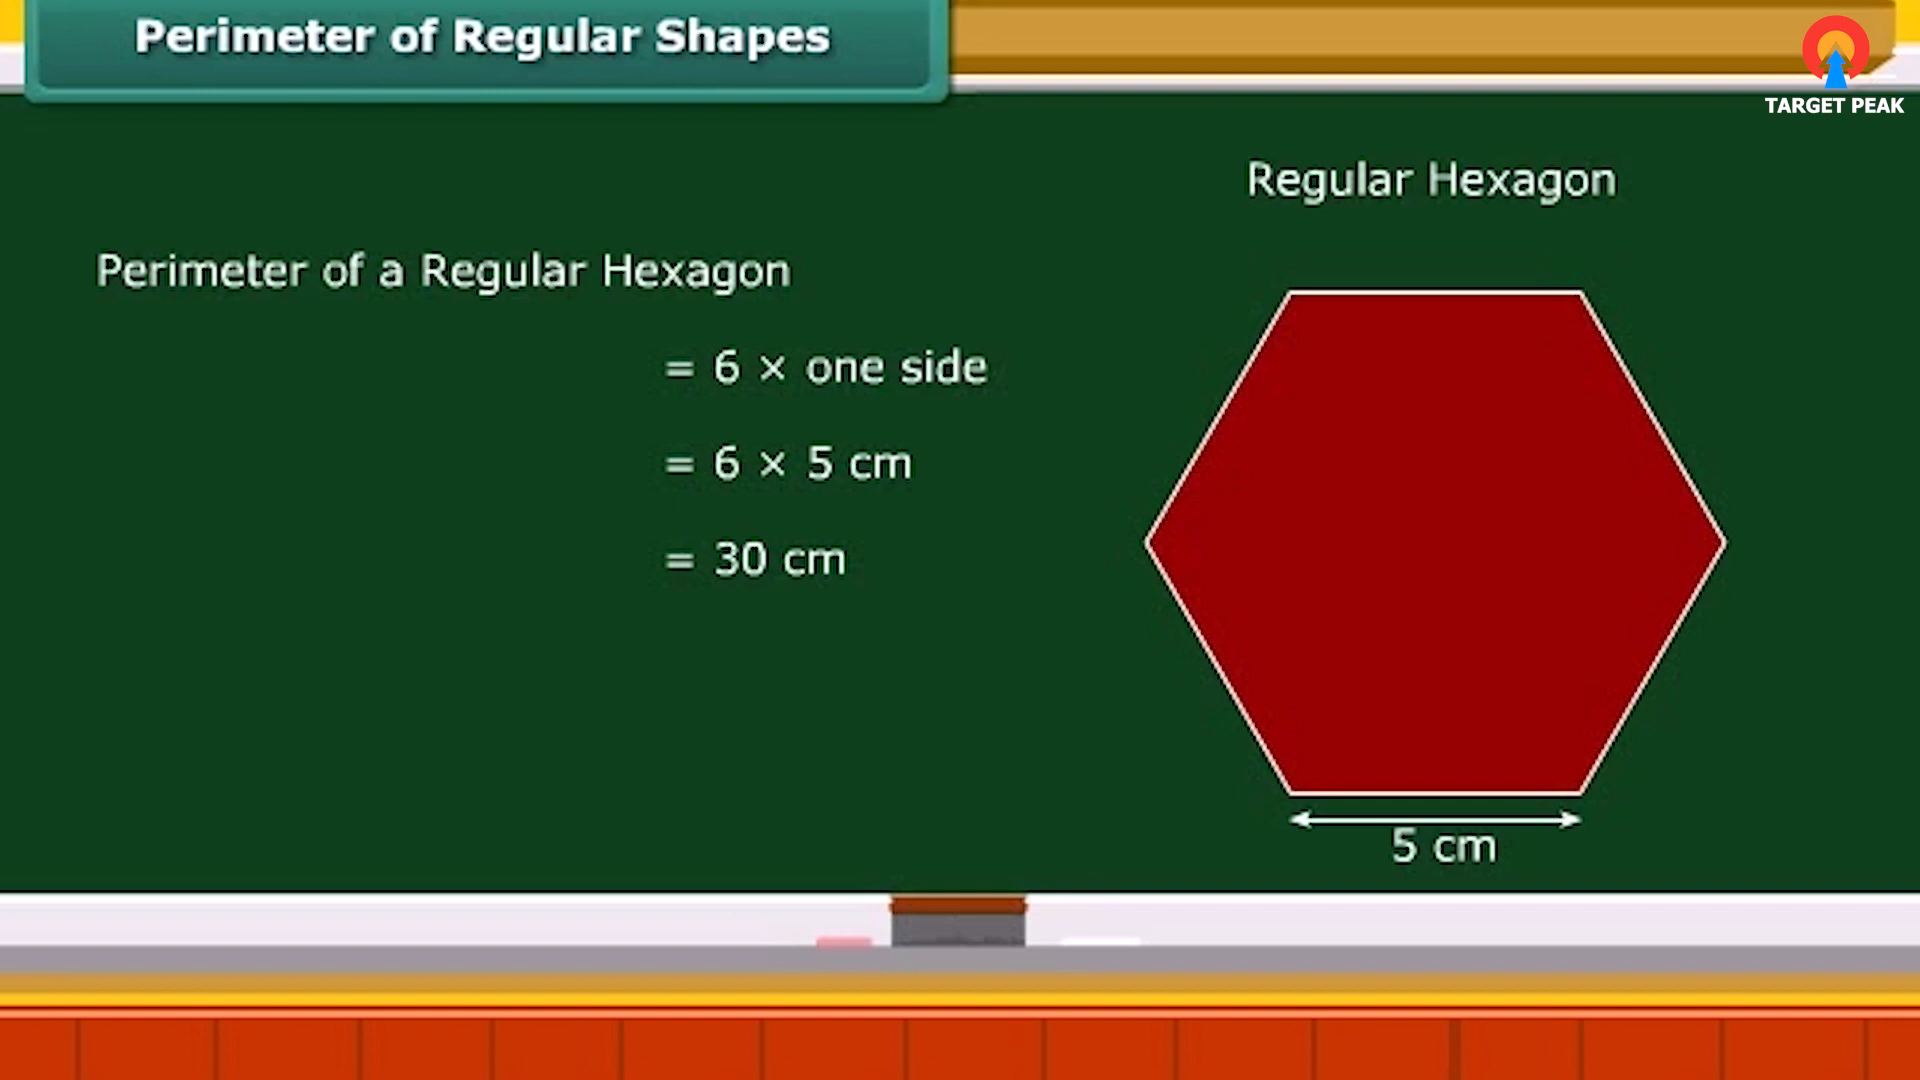 Perimeter of Regular Shapes
TARGET PEAK
Regular Hexagon
Perimeter of a Regular Hexagon
= 6 × one side
= 6 × 5 cm
= 30 cm
5 cm